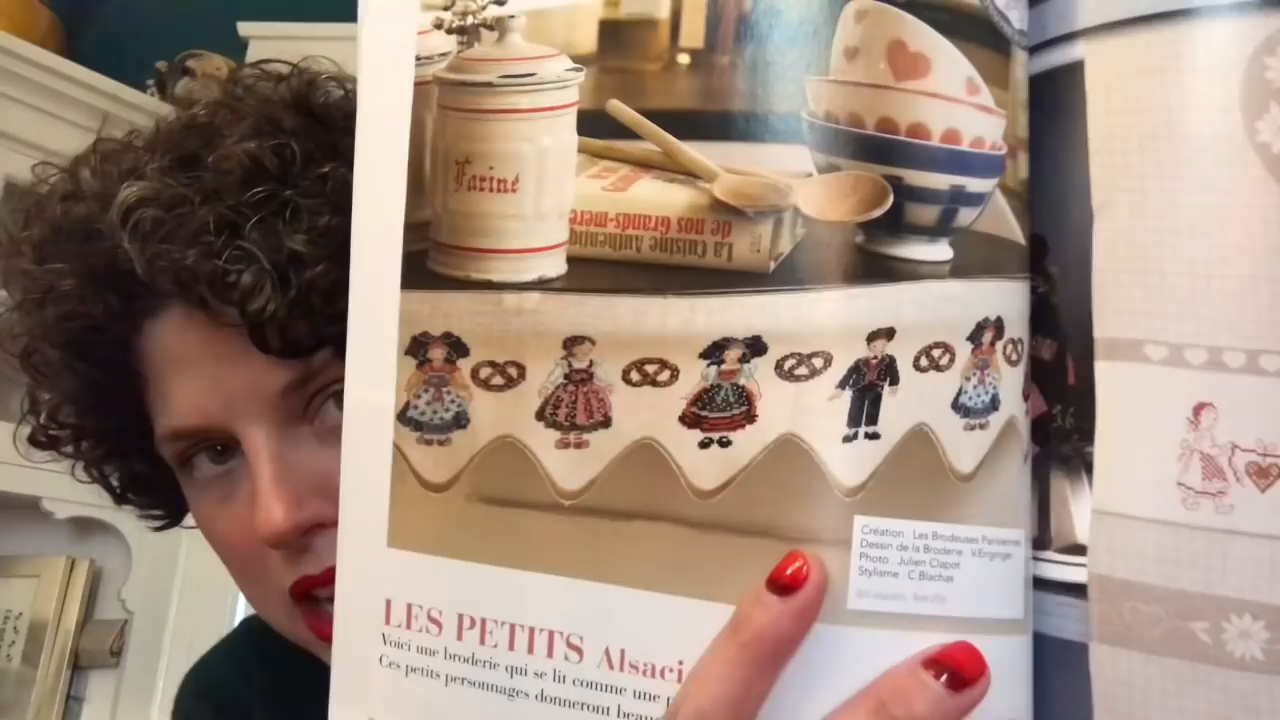 Farine
La Cuisine Authentiq
de nos Grands-mère
Création : Les Brodeuses Parisiennes
Dessin de la Broderie : V.Enginger
Photo : Julien Clapot
Stylisme : C.Blachas
LES PETITS Alsaci
Voici une broderie qui se lit comme une
Ces petits personnages donneront beau